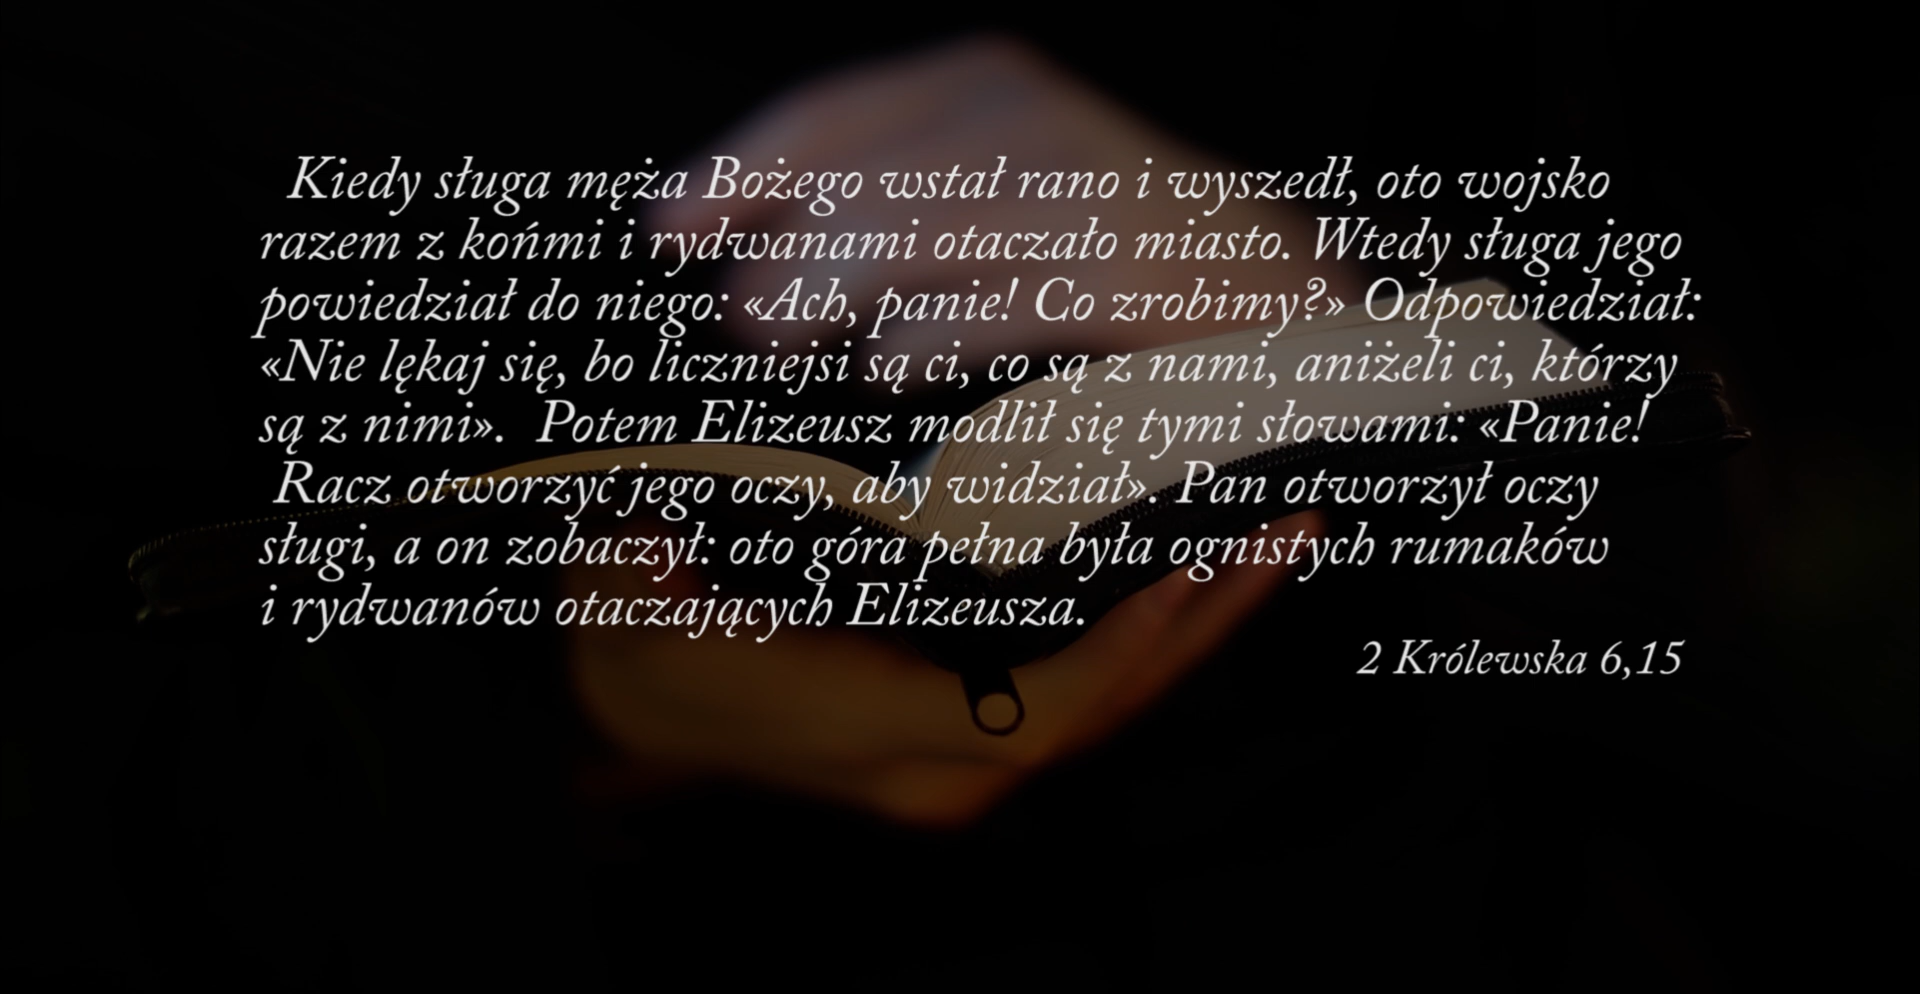 Kiedy sługa męża Bożego wstał rano i wyszedł, oto wojsko
razem z końmi i rydwanami otaczało miasto. Wtedy sługa jego
powiedział do niego: «Ach, panie! Co zrobimy?» Odpowiedział:
«Nie lękaj się, bo liczniejsi są ci, co są z nami, aniżeli ci, którzy
są z nimi». Potem Elizeusz modlił się tymi słowami: «Panie!
Racz otworzyć jego oczy, aby widział». Pan otworzył oczy
sługi, a on zobaczył: oto góra pełna była ognistych rumaków
i rydwanów otaczających Elizeusza.
2 Królewska 6,15